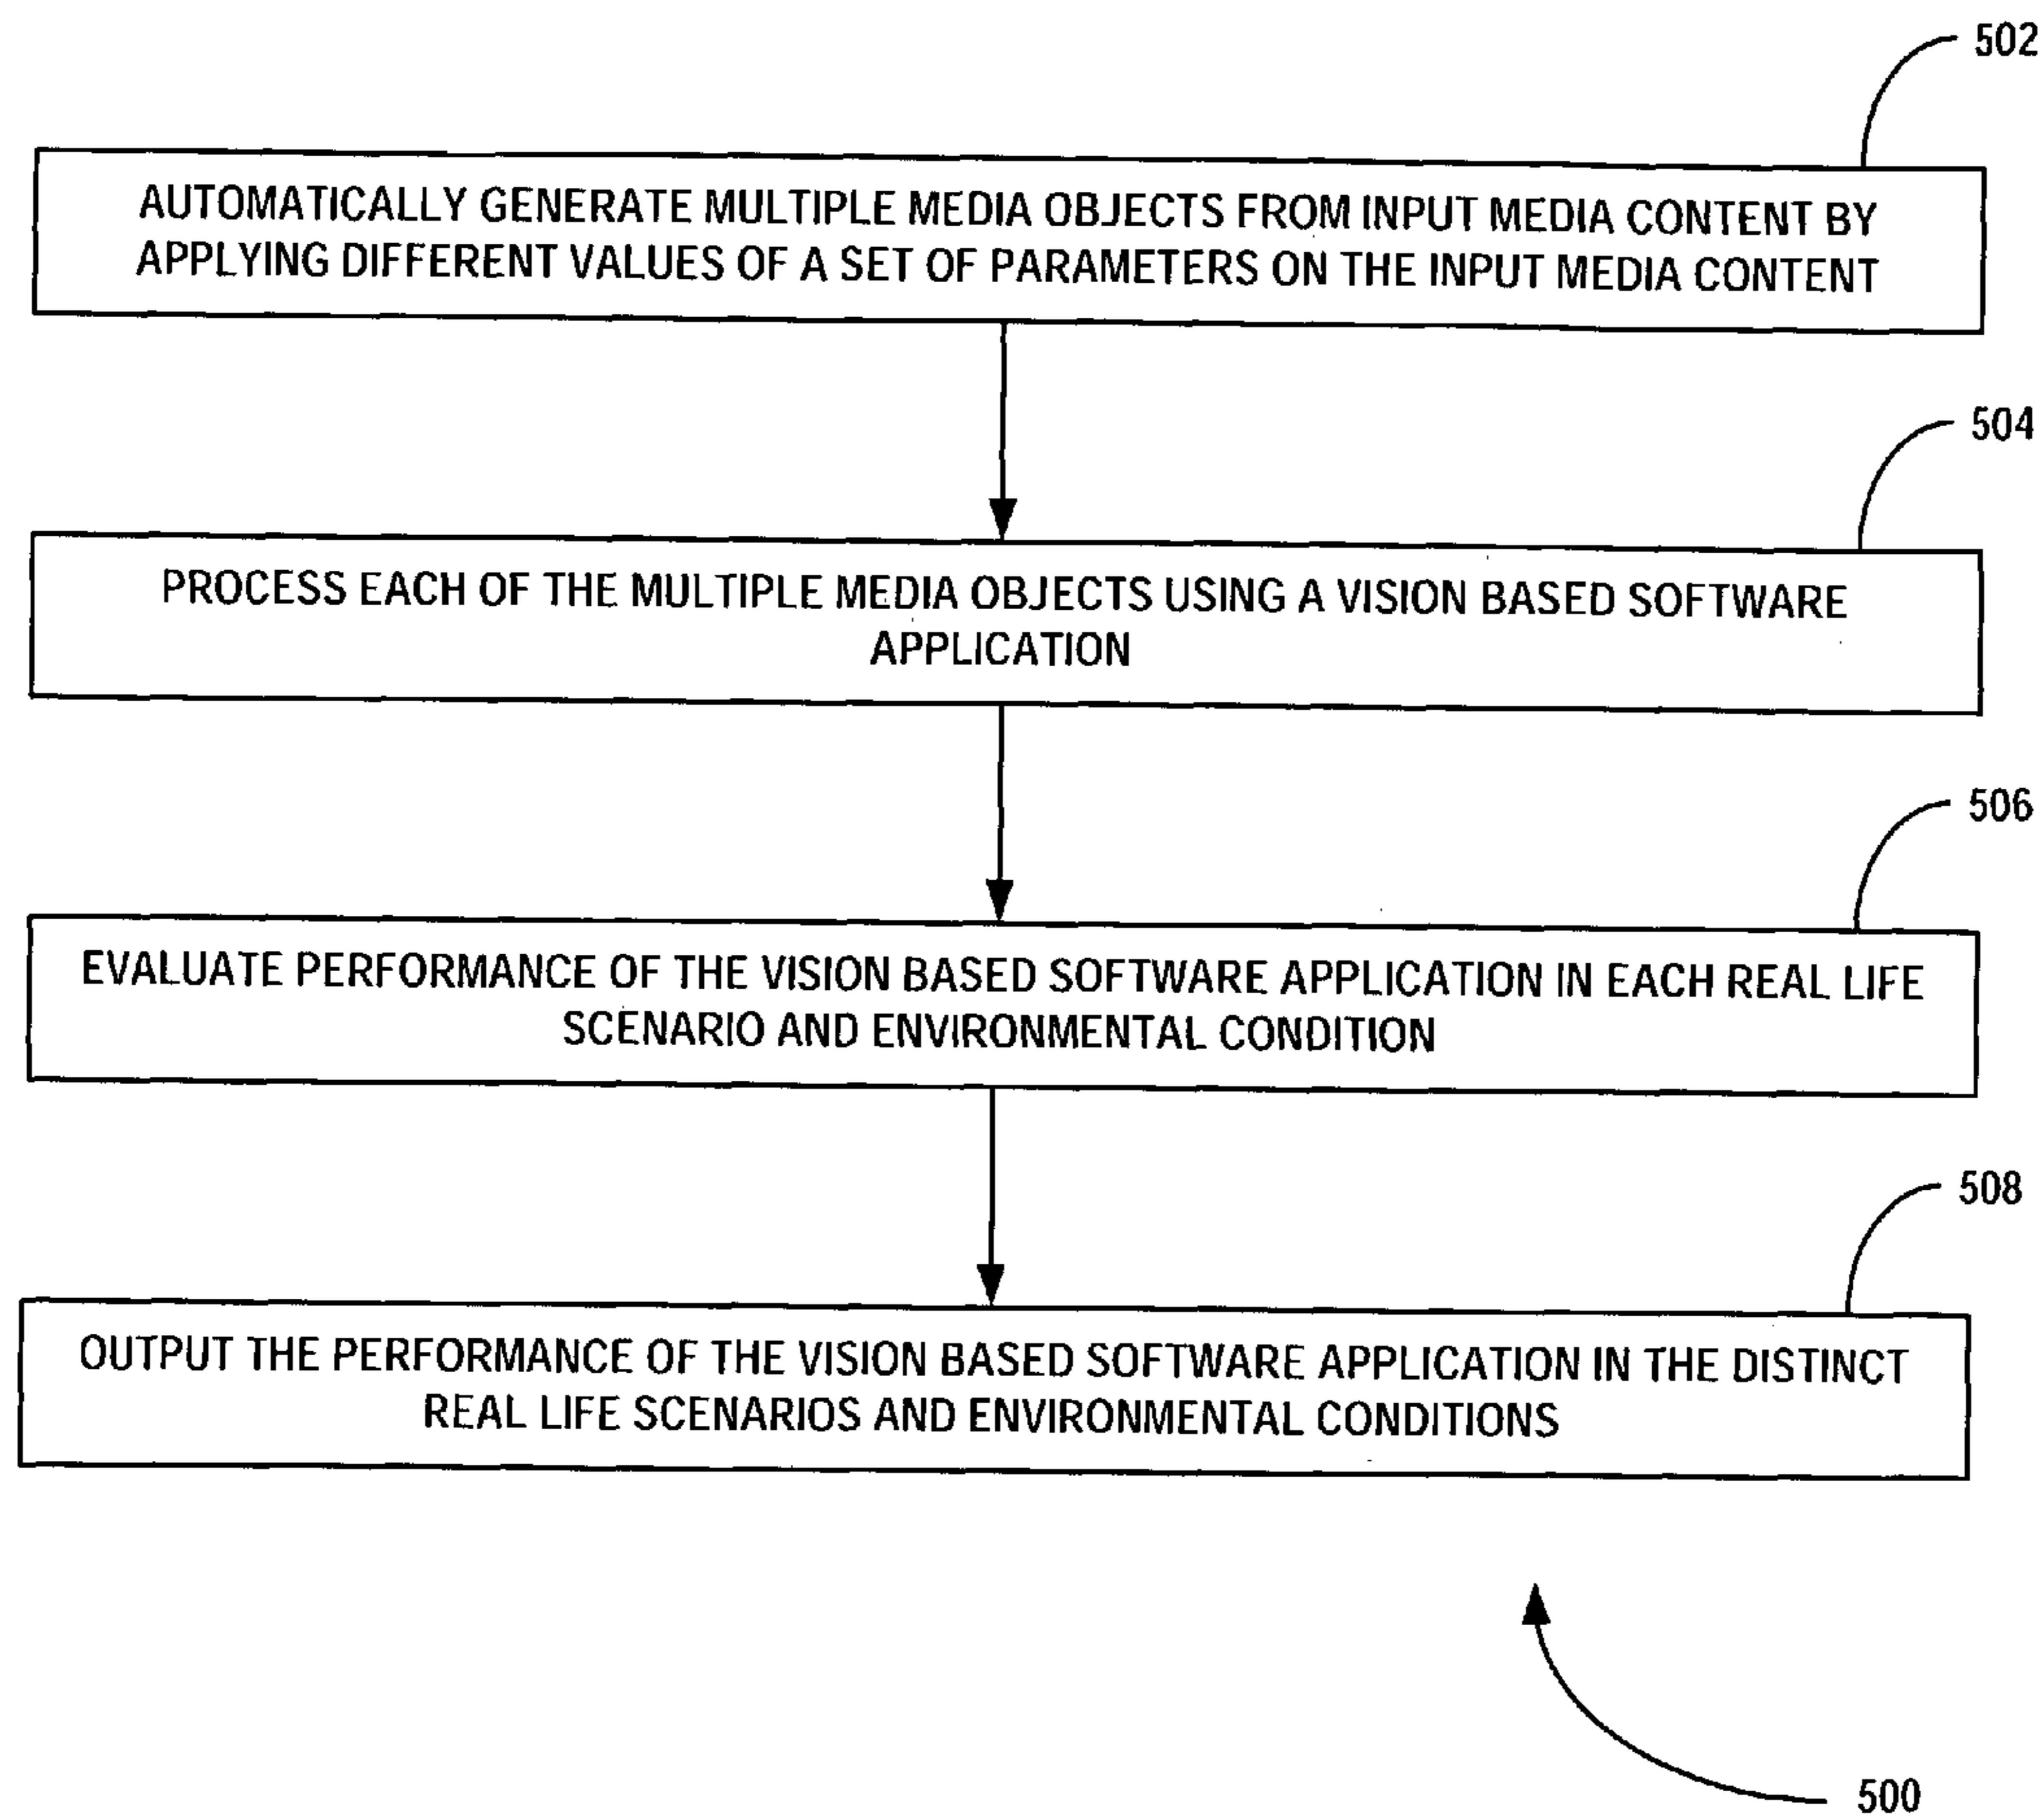 502
AUTOMATICALLY GENERATE MULTIPLE MEDIA OBJECTS FROM INPUT MEDIA CONTENT BY
APPLYING DIFFERENT VALUES OF A SET OF PARAMETERS ON THE INPUT MEDIA CONTENT
504
PROCESS EACH OF THE MULTIPLE MEDIA OBJECTS USING A VISION BASED SOFTWARE
APPLICATION
506
EVALUATE PERFORMANCE OF THE VISION BASED SOFTWARE APPLICATION IN EACH REAL LIFE
SCENARIO AND ENVIRONMENTAL CONDITION
508
OUTPUT THE PERFORMANCE OF THE VISION BASED SOFTWARE APPLICATION IN THE DISTINCT
REAL LIFE SCENARIOS AND ENVIRONMENTAL CONDITIONS
500